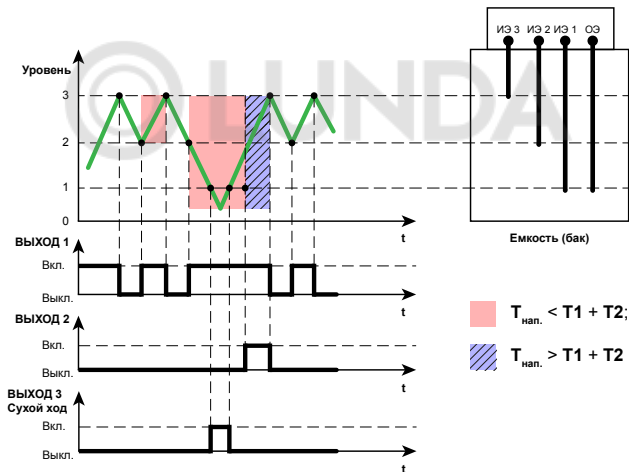 LUNDA
ИЭ 3 ИЭ 2 ИЭ 1 ОЭ
Уровень
3
2
1
0
t
Емкость (бак)
ВЫХОД 1
Вкл.
Выкл.
t
Tнап. < T1 + T2;
Tнап. > T1 + T2
ВЫХОД 2
Вкл.
Выкл.
t
ВЫХОД 3
Сухой ход
Вкл.
Выкл.
t